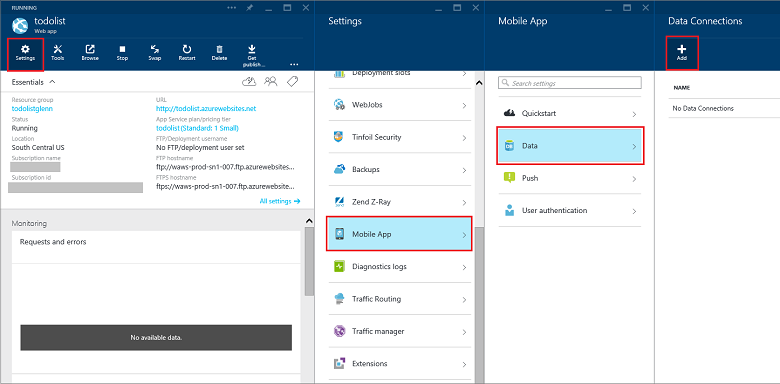 RUNNING
todolist
Web app
Settings
Tools
Browse
Stop
Swap
Restart
Delete
Get publish...
Essentials
Resource group
todolistglenn
Status
Running
Location
South Central US
Subscription name
Subscription id
URL
http://todolist.azurewebsites.net
App Service plan/pricing tier
todolist (Standard: 1 Small)
FTP/Deployment username
No FTP/deployment user set
FTP hostname
ftp://waws-prod-sn1-007.ftp.azurewebsites...
FTPS hostname
ftps://waws-prod-sn1-007.ftp.azurewebsites...
All settings
Monitoring
Requests and errors
No available data.
Settings
Deployment slots
WebJobs
Tinfoil Security
Backups
Zend Z-Ray
Mobile App
Diagnostics logs
Traffic Routing
Traffic manager
Extensions
Mobile App
Search settings
Quickstart
Data
Push
User authentication
Data Connections
Add
NAME
No Data Connections